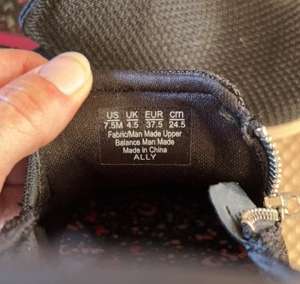 US UK EUR cm
7.5M 4.5 37.5 24.5
Fabric/Man Made Upper
Balance Man Made
Made in China
ALLY